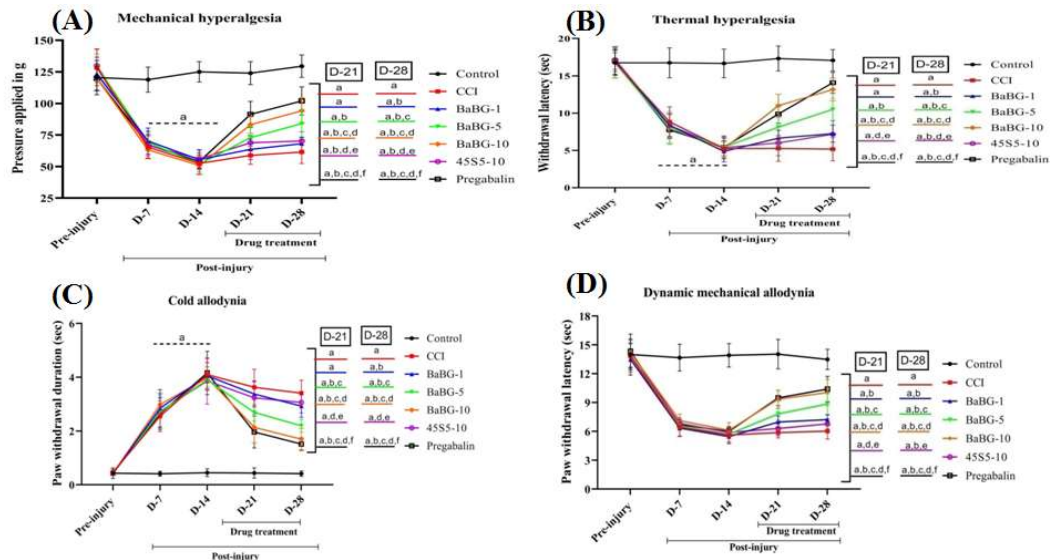 (A)
Mechanical hyperalgesia
Pressure applied in g
150
125
100
75
50
25
a
Pre-injury
D-7
D-14
D-21
D-28
Drug treatment
Post-injury
D-21 D-28
a a
a a,b
a,b a,b,c
a,b,c,d a,b,c,d
a,b,d,e a,b,d,e
a,b,c,d,f a,b,c,d,f
Control
CCI
BaBG-1
BaBG-5
BaBG-10
45S5-10
Pregabalin
(B)
Thermal hyperalgesia
Withdrawal latency (sec)
20
15
10
5
0
a
Pre-injury
D-7
D-14
D-21
D-28
Drug treatment
Post-injury
D-21 D-28
a a
a a,b
a,b a,b,c
a,b,c,d a,b,c,d
a,d,e a,b,d,e
a,b,c,d,f a,b,c,d,f
Control
CCI
BaBG-1
BaBG-5
BaBG-10
45S5-10
Pregabalin
(C)
Cold allodynia
Paw withdrawal duration (sec)
6
4
2
0
a
Pre-injury
D-7
D-14
D-21
D-28
Drug treatment
Post-injury
D-21 D-28
a a
a a,b
a,b,c a,b,c
a,b,c,d a,b,c,d
a,d,e a,d,e
a,b,c,d,f a,b,c,d,f
Control
CCI
BaBG-1
BaBG-5
BaBG-10
45S5-10
Pregabalin
(D)
Dynamic mechanical allodynia
Paw withdrawal latency (sec)
18
15
12
9
6
3
0
Pre-injury
D-7
D-14
D-21
D-28
Drug treatment
Post-injury
D-21 D-28
a a
a,b a,b
a,b,c a,b,c
a,b,c,d a,b,c,d
a,d,e a,b,e
a,b,c,d,f a,b,c,d,f
Control
CCI
BaBG-1
BaBG-5
BaBG-10
45S5-10
Pregabalin